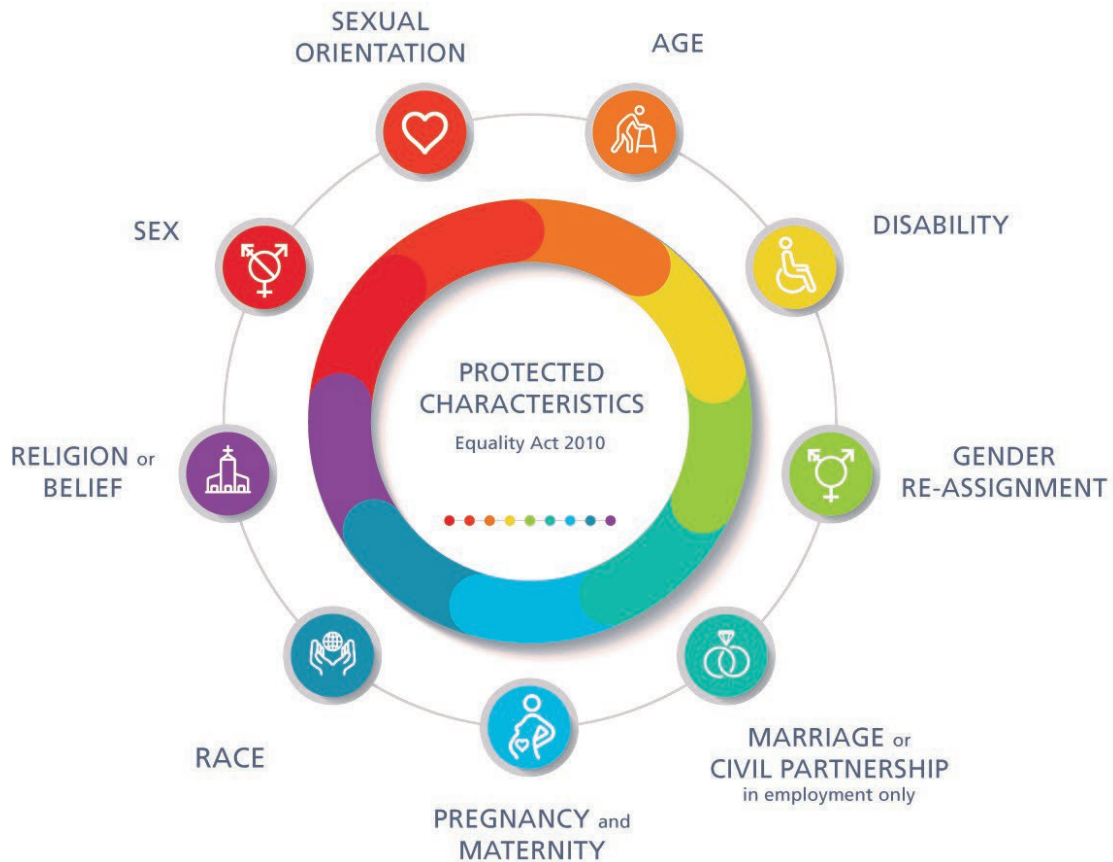 SEXUAL
ORIENTATION
AGE
DISABILITY
GENDER
RE-ASSIGNMENT
MARRIAGE or
CIVIL PARTNERSHIP
in employment only
PREGNANCY and
MATERNITY
RACE
RELIGION or
BELIEF
SEX
PROTECTED
CHARACTERISTICS
Equality Act 2010